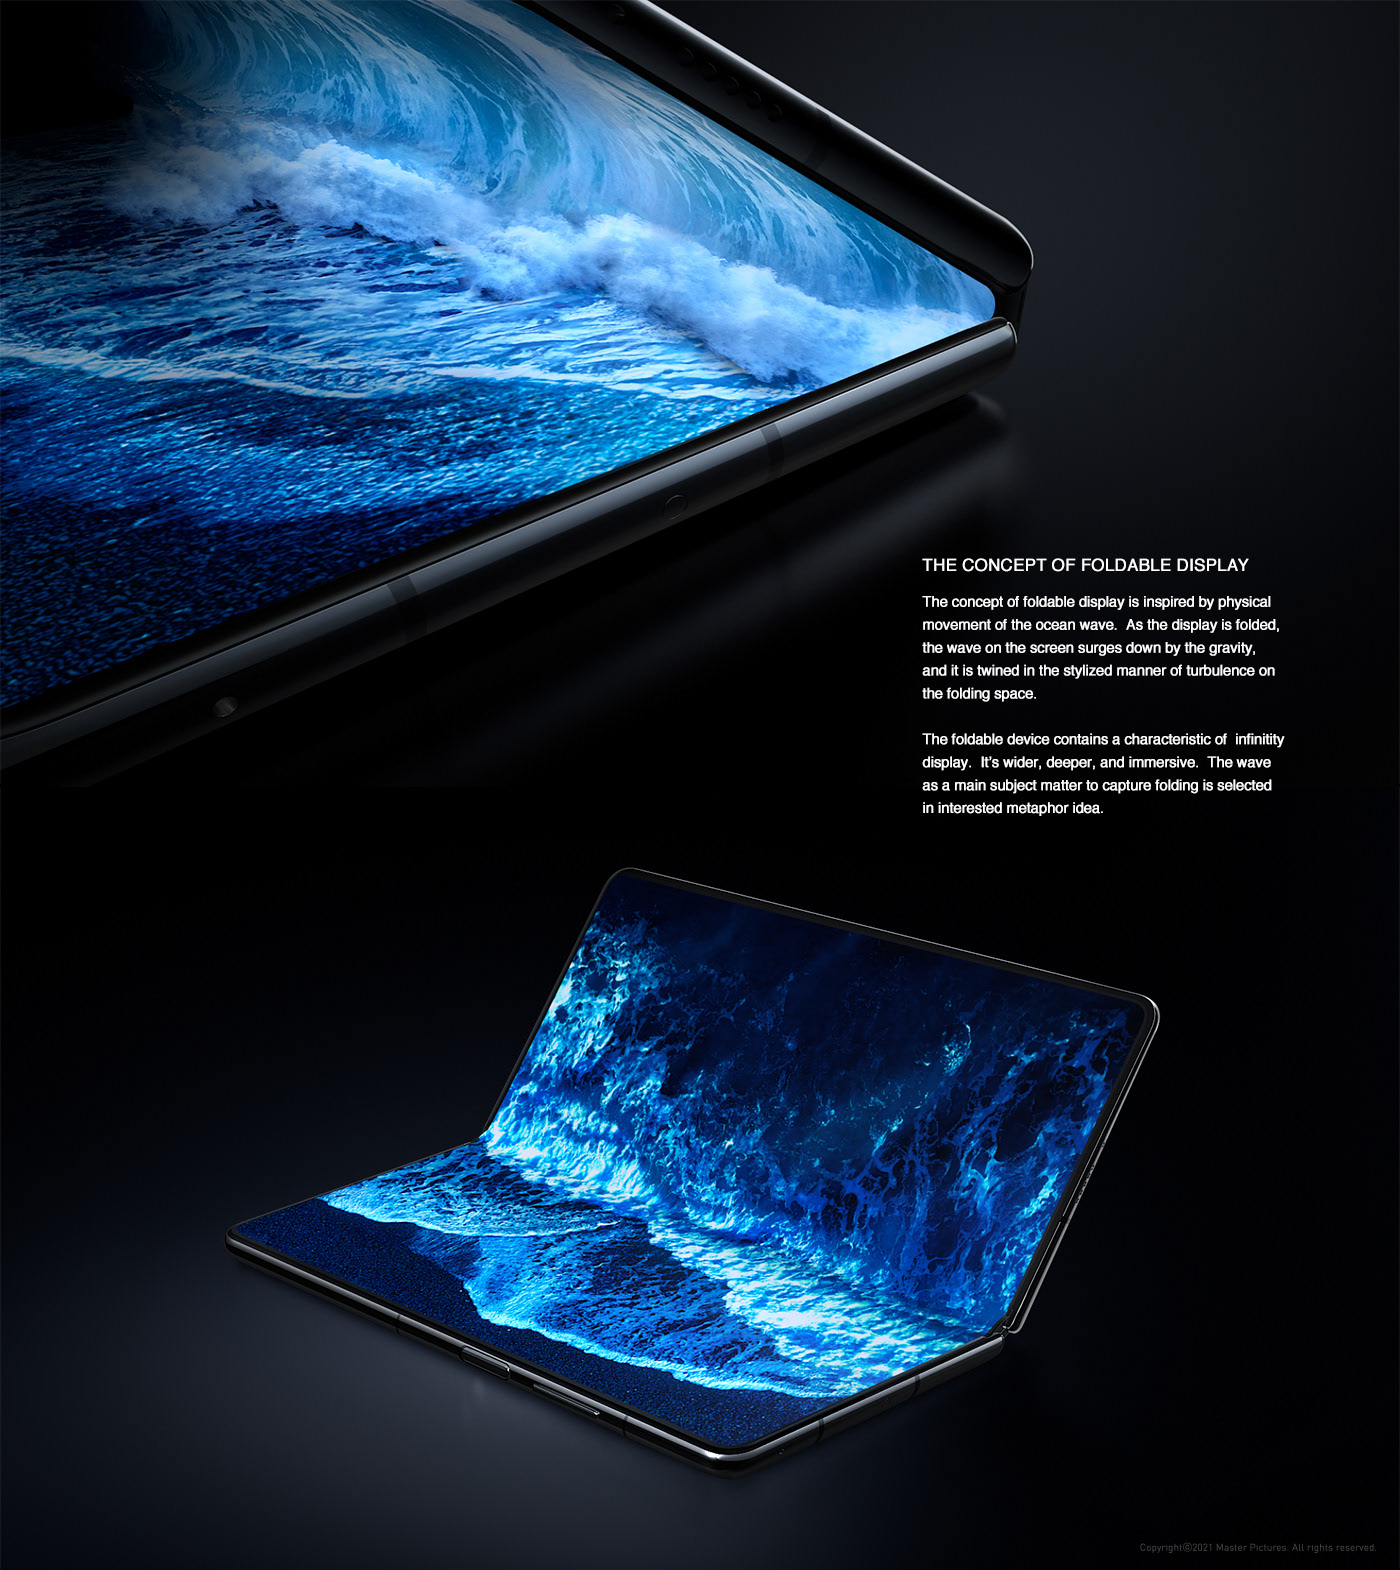 THE CONCEPT OF FOLDABLE DISPLAY
The concept of foldable display is inspired by physical
movement of the ocean wave.  As the display is folded,
the wave on the screen surges down by the gravity,
and it is twined in the stylized manner of turbulence on
the folding space.
The foldable device contains a characteristic of  infinitity
display.  It's wider, deeper, and immersive.  The wave
as a main subject matter to capture folding is selected
in interested metaphor idea.
Copyrightⓒ2021 Master Pictures. All rights reserved.